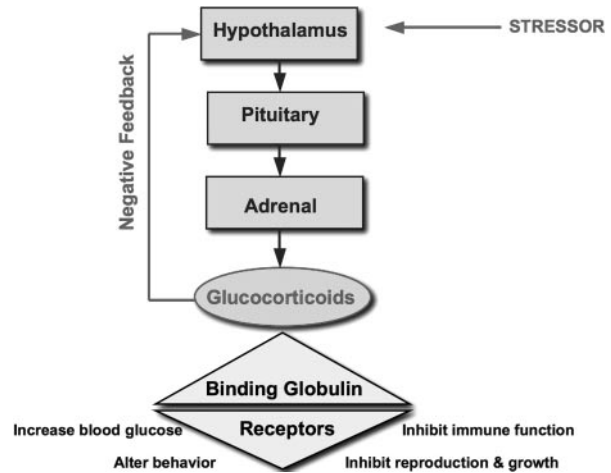 Hypothalamus
STRESSOR
Negative Feedback
Pituitary
Adrenal
Glucocorticoids
Binding Globulin
Receptors
Increase blood glucose
Inhibit immune function
Alter behavior
Inhibit reproduction & growth